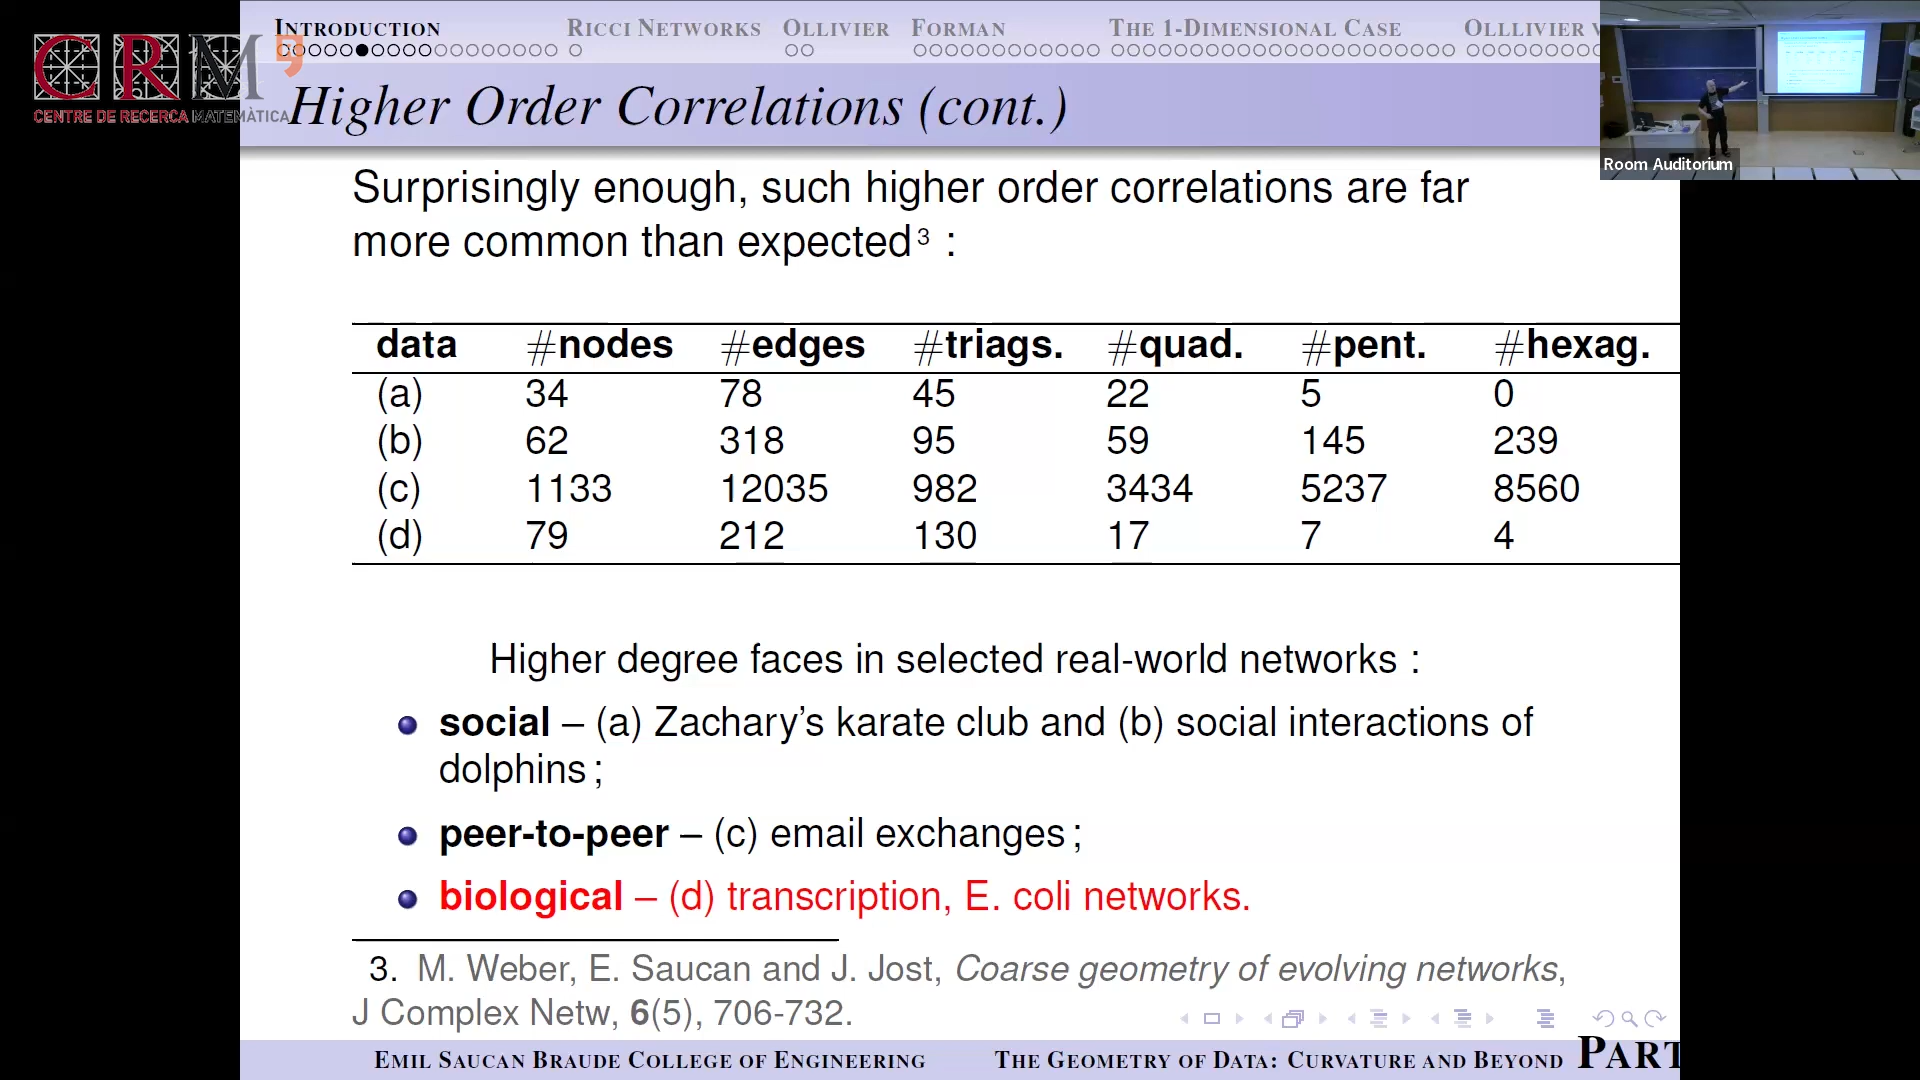 INTRODUCTION RICCI NETWORKS OLLIVIER FORMAN THE 1-DIMENSIONAL CASE OLLLIVIER V
CRM
CENTRE DE RECERCA MATEMÀTICA
Higher Order Correlations (cont.)
Room Auditorium
Surprisingly enough, such higher order correlations are far
more common than expected 3 :
data #nodes #edges #triags. #quad. #pent. #hexag.
(a) 34 78 45 22 5 0
(b) 62 318 95 59 145 239
(c) 1133 12035 982 3434 5237 8560
(d) 79 212 130 17 7 4
Higher degree faces in selected real-world networks :
social – (a) Zachary's karate club and (b) social interactions of
dolphins ;
peer-to-peer – (c) email exchanges ;
biological – (d) transcription, E. coli networks.
3. M. Weber, E. Saucan and J. Jost, Coarse geometry of evolving networks,
J Complex Netw, 6(5), 706-732.
EMIL SAUCAN BRAUDE COLLEGE OF ENGINEERING THE GEOMETRY OF DATA: CURVATURE AND BEYOND PART